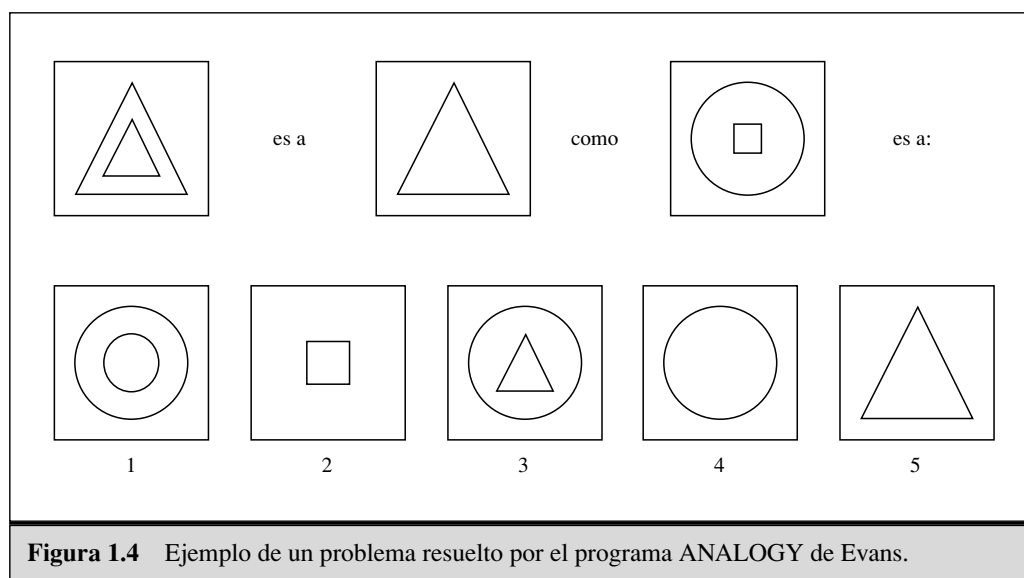 es a como es a:
1 2 3 4 5
Figura 1.4 Ejemplo de un problema resuelto por el programa ANALOGY de Evans.